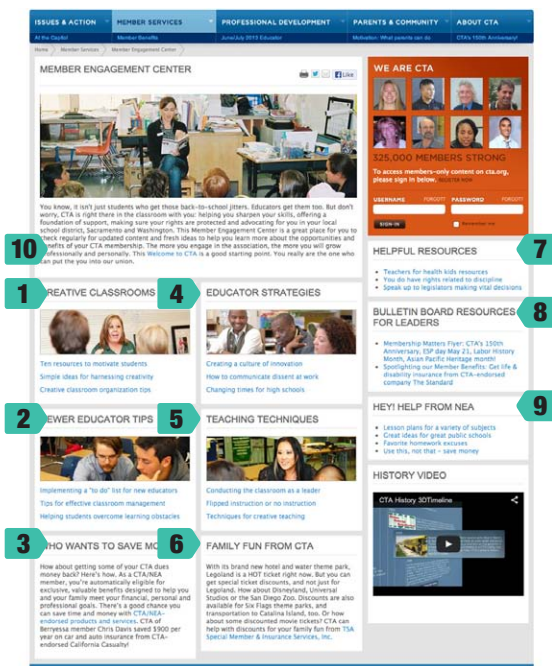 ISSUES & ACTION MEMBER SERVICES PROFESSIONAL DEVELOPMENT PARENTS & COMMUNITY ABOUT CTA
At the Capitol Member Benefits June/July 2013 Educator Motivation: What parents can do CTA's 150th Anniversary!
Home Member Services Member Engagement Center
MEMBER ENGAGEMENT CENTER
Like
You know, it isn't just students who get those back-to-school jitters. Educators get them too. But don't
worry, CTA is right there in the classroom with you: helping you sharpen your skills, offering a
foundation of support, making sure your rights are protected and advocating for you in your local
school district, Sacramento and Washington. This Member Engagement Center is a great place for you to
check regularly for updated content and fresh ideas to help you learn more about the opportunities and
benefits of your CTA membership. The more you engage in the association, the more you will grow
professionally and personally. This Welcome to CTA is a good starting point. You really are the one who
can put the you into our union.
10
1
REATIVE CLASSROOMS
Ten resources to motivate students
Simple ideas for harnessing creativity
Creative classroom organization tips
4
EDUCATOR STRATEGIES
Creating a culture of innovation
How to communicate dissent at work
Changing times for high schools
2
EWER EDUCATOR TIPS
Implementing a "to do" list for new educators
Tips for effective classroom management
Helping students overcome learning obstacles
5
TEACHING TECHNIQUES
Conducting the classroom as a leader
Flipped instruction or no instruction
Techniques for creative teaching
3
WHO WANTS TO SAVE MO
How about getting some of your CTA dues
money back? Here's how. As a CTA/NEA
member, you're automatically eligible for
exclusive, valuable benefits designed to help you
and your family meet your financial, personal and
professional goals. There's a good chance you
can save time and money with CTA/NEA-
endorsed products and services. CTA of
Berryessa member Chris Davis saved $900 per
year on car and auto insurance from CTA-
endorsed California Casualty!
6
FAMILY FUN FROM CTA
With its brand new hotel and water theme park,
Legoland is a HOT ticket right now. But you can
get special ticket discounts, and not just for
Legoland. How about Disneyland, Universal
Studios or the San Diego Zoo. Discounts are also
available for Six Flags theme parks, and
transportation to Catalina Island, too. Or how
about some discounted movie tickets? CTA can
help with discounts for your family fun from TSA
Special Member & Insurance Services, Inc.
WE ARE CTA
325,000 MEMBERS STRONG
To access members-only content on cta.org,
please sign in below. REGISTER NOW
USERNAME FORGOT? PASSWORD FORGOT?
SIGN-IN Remember me
7
HELPFUL RESOURCES
Teachers for health kids resources
You do have rights related to discipline
Speak up to legislators making vital decisions
8
BULLETIN BOARD RESOURCES
FOR LEADERS
Membership Matters Flyer: CTA's 150th
Anniversary, ESP day May 21, Labor History
Month, Asian Pacific Heritage month!
Spotlighting our Member Benefits: Get life &
disability insurance from CTA-endorsed
company The Standard
9
HEY! HELP FROM NEA
Lesson plans for a variety of subjects
Great ideas for great public schools
Favorite homework excuses
Use this, not that - save money
HISTORY VIDEO
CTA History 3DTimeline